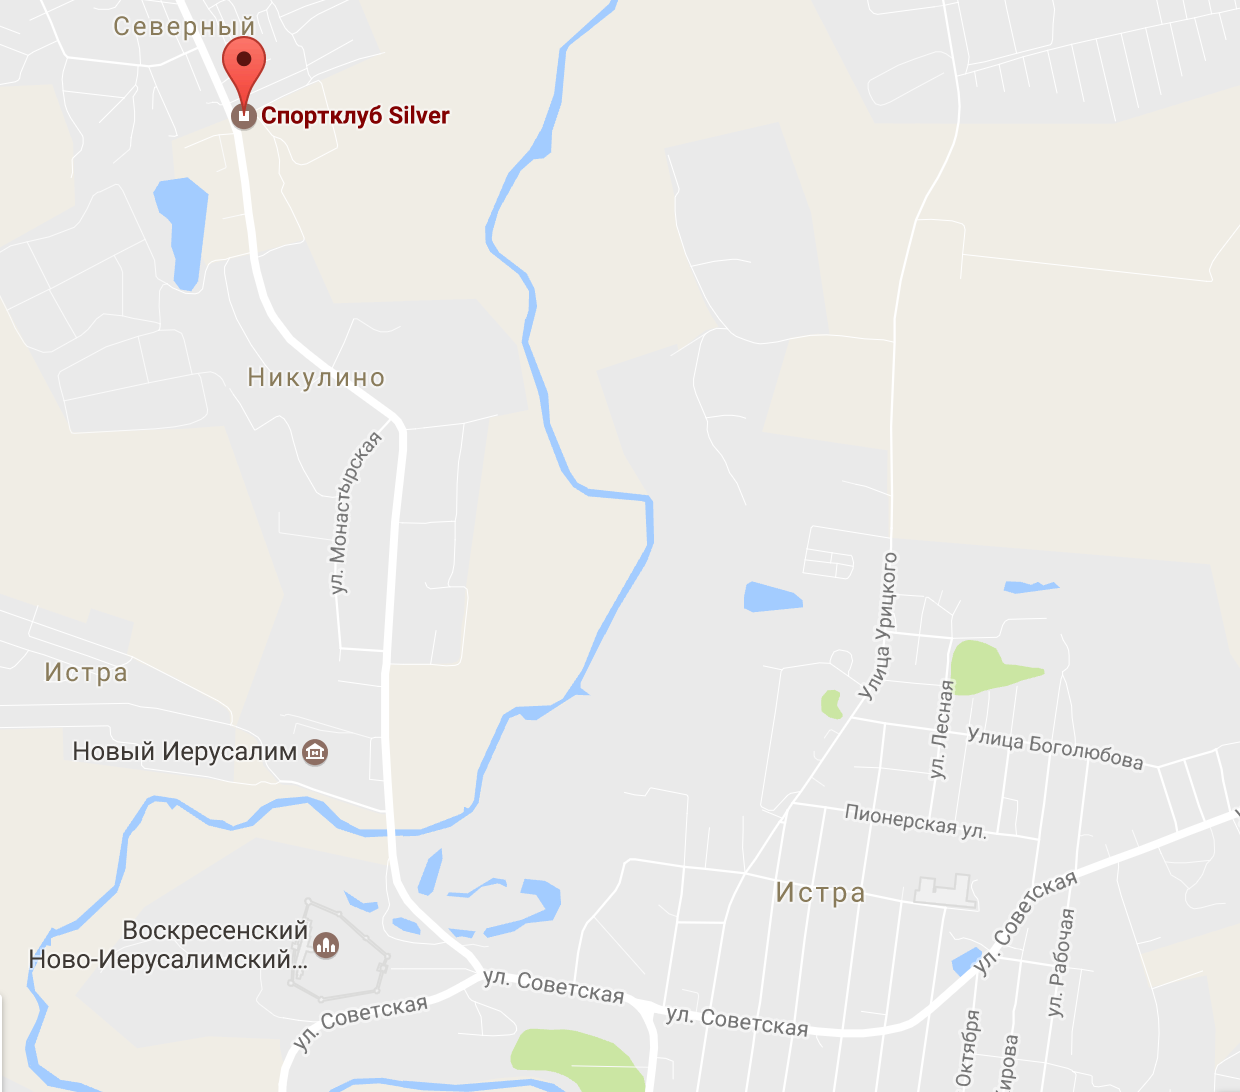 Северный
Спортклуб Silver
Никулино
ул. Монастырская
Улица Урицкого
Истра
ул. Лесная
Новый Иерусалим
Улица Боголюбова
Пионерская ул.
Истра
ул. Советская
Воскресенский
Ново-Иерусалимский...
ул. Рабочая
ул. Советская
ул. Советская
ул. Советская
Октября
ирова